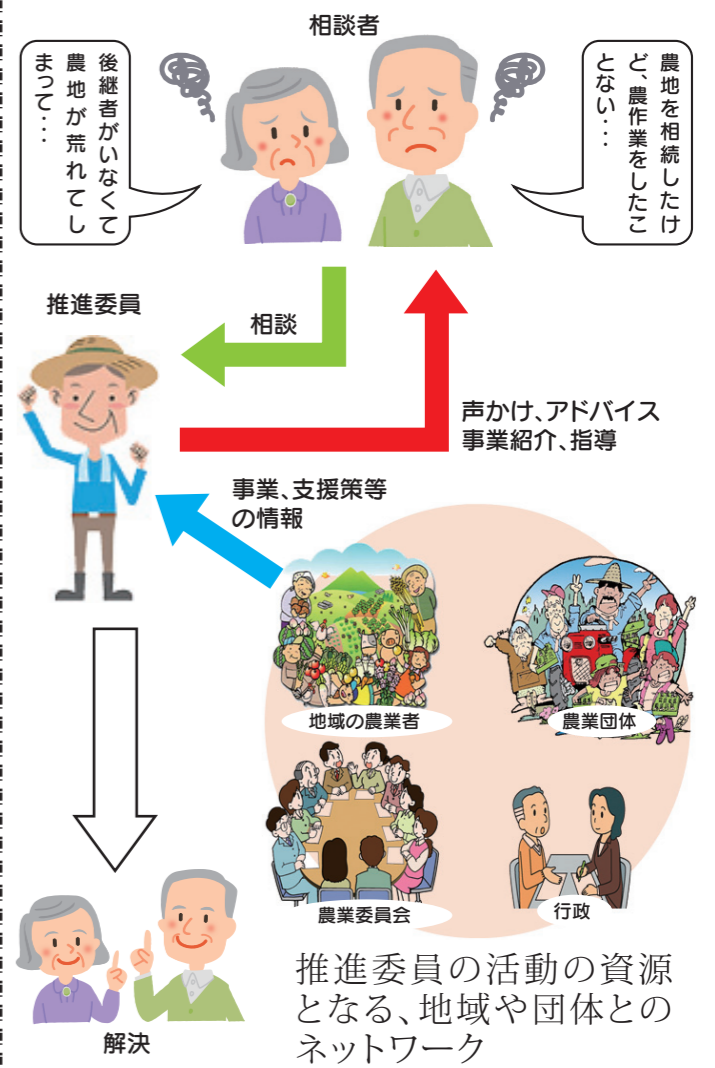 相談者
後継者がいなくて
農地が荒れてし
まって・・・
農地を相続したけ
ど、農作業をしたこ
とない・・・
推進委員
相談
声かけ、アドバイス
事業紹介、指導
事業、支援策等
の情報
地域の農業者
農業団体
農業委員会
行政
解決
推進委員の活動の資源
となる、地域や団体との
ネットワーク